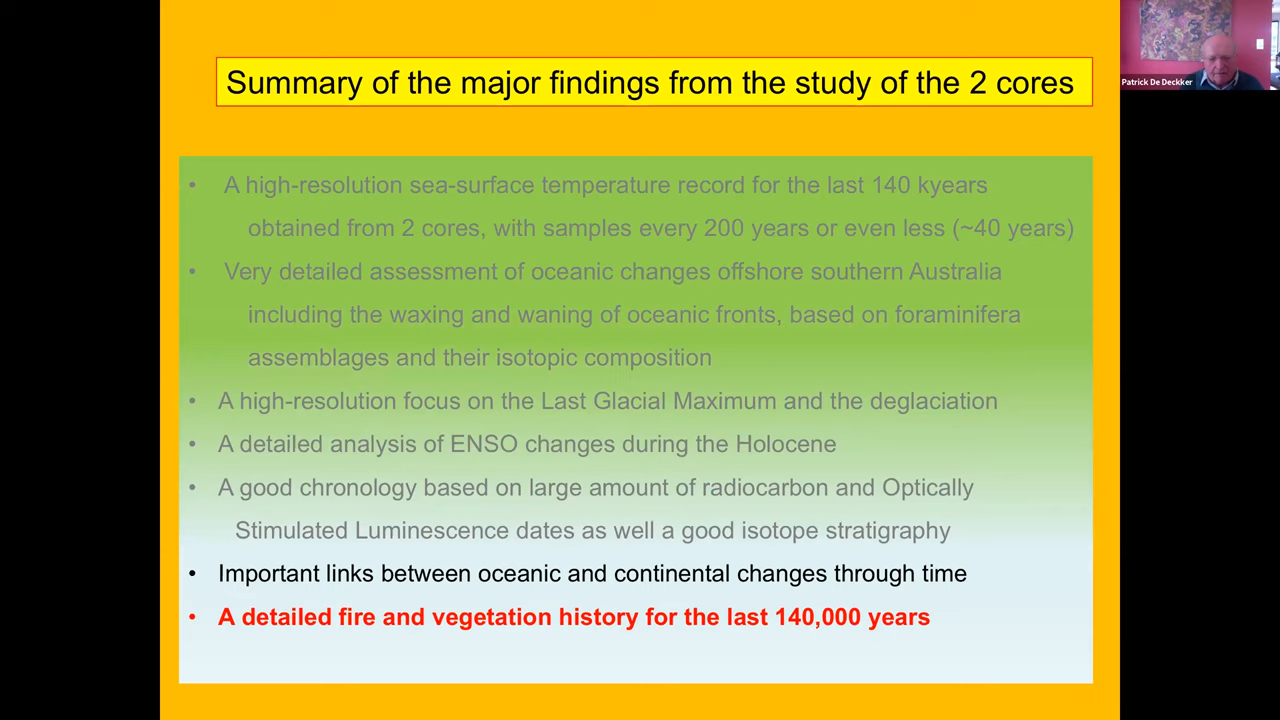 Summary of the major findings from the study of the 2 cores
Patrick De Deckker
• A high-resolution sea-surface temperature record for the last 140 kyears
obtained from 2 cores, with samples every 200 years or even less (~40 years)
• Very detailed assessment of oceanic changes offshore southern Australia
including the waxing and waning of oceanic fronts, based on foraminifera
assemblages and their isotopic composition
• A high-resolution focus on the Last Glacial Maximum and the deglaciation
• A detailed analysis of ENSO changes during the Holocene
• A good chronology based on large amount of radiocarbon and Optically
Stimulated Luminescence dates as well a good isotope stratigraphy
• Important links between oceanic and continental changes through time
• A detailed fire and vegetation history for the last 140,000 years